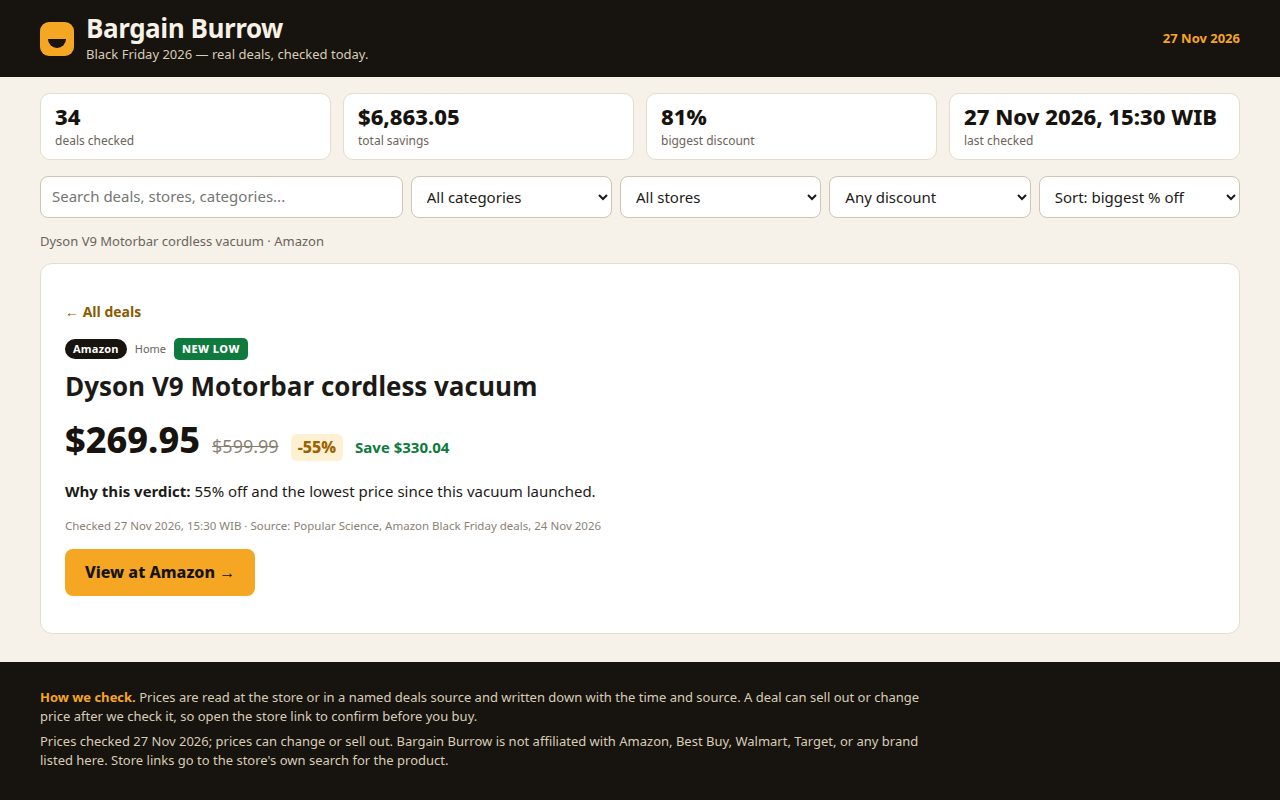 Bargain Burrow
Black Friday 2026 — real deals, checked today.
27 Nov 2026
34
deals checked
$6,863.05
total savings
81%
biggest discount
27 Nov 2026, 15:30 WIB
last checked
Search deals, stores, categories...
All categories
All stores
Any discount
Sort: biggest % off
Dyson V9 Motorbar cordless vacuum · Amazon
← All deals
Amazon Home NEW LOW
Dyson V9 Motorbar cordless vacuum
$269.95 $599.99 -55% Save $330.04
Why this verdict: 55% off and the lowest price since this vacuum launched.
Checked 27 Nov 2026, 15:30 WIB · Source: Popular Science, Amazon Black Friday deals, 24 Nov 2026
View at Amazon →
How we check. Prices are read at the store or in a named deals source and written down with the time and source. A deal can sell out or change
price after we check it, so open the store link to confirm before you buy.
Prices checked 27 Nov 2026; prices can change or sell out. Bargain Burrow is not affiliated with Amazon, Best Buy, Walmart, Target, or any brand
listed here. Store links go to the store's own search for the product.